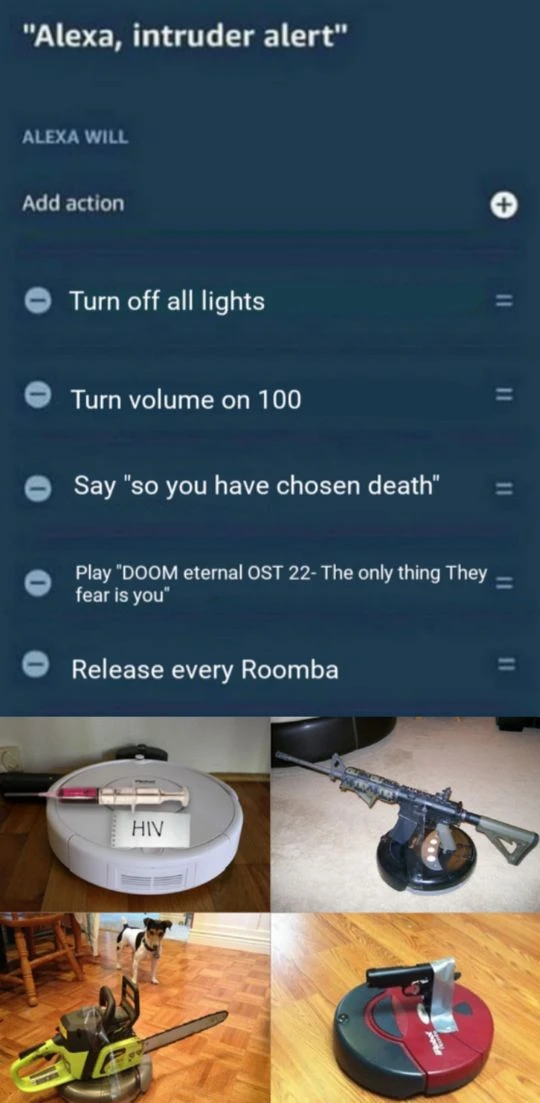 "Alexa, intruder alert"
ALEXA WILL
Add action
Turn off all lights
Turn volume on 100
Say "so you have chosen death"
Play "DOOM eternal OST 22- The only thing They
fear is you"
Release every Roomba
HIV